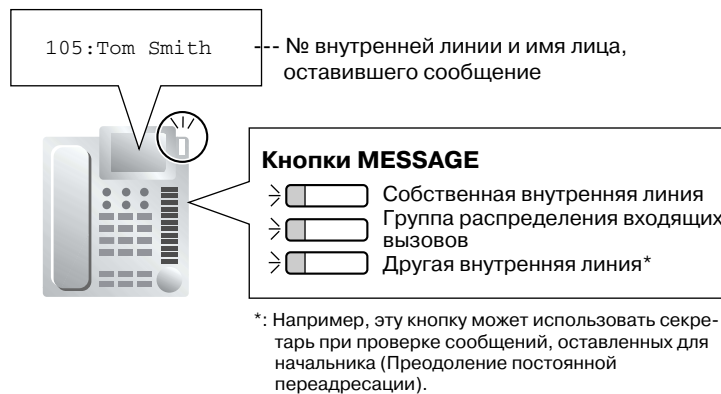 105:Tom Smith
№ внутренней линии и имя лица,
оставившего сообщение
Кнопки MESSAGE
Собственная внутренняя линия
Группа распределения входящих
вызовов
Другая внутренняя линия*
*: Например, эту кнопку может использовать секре-
тарь при проверке сообщений, оставленных для
начальника (Преодоление постоянной
переадресации).